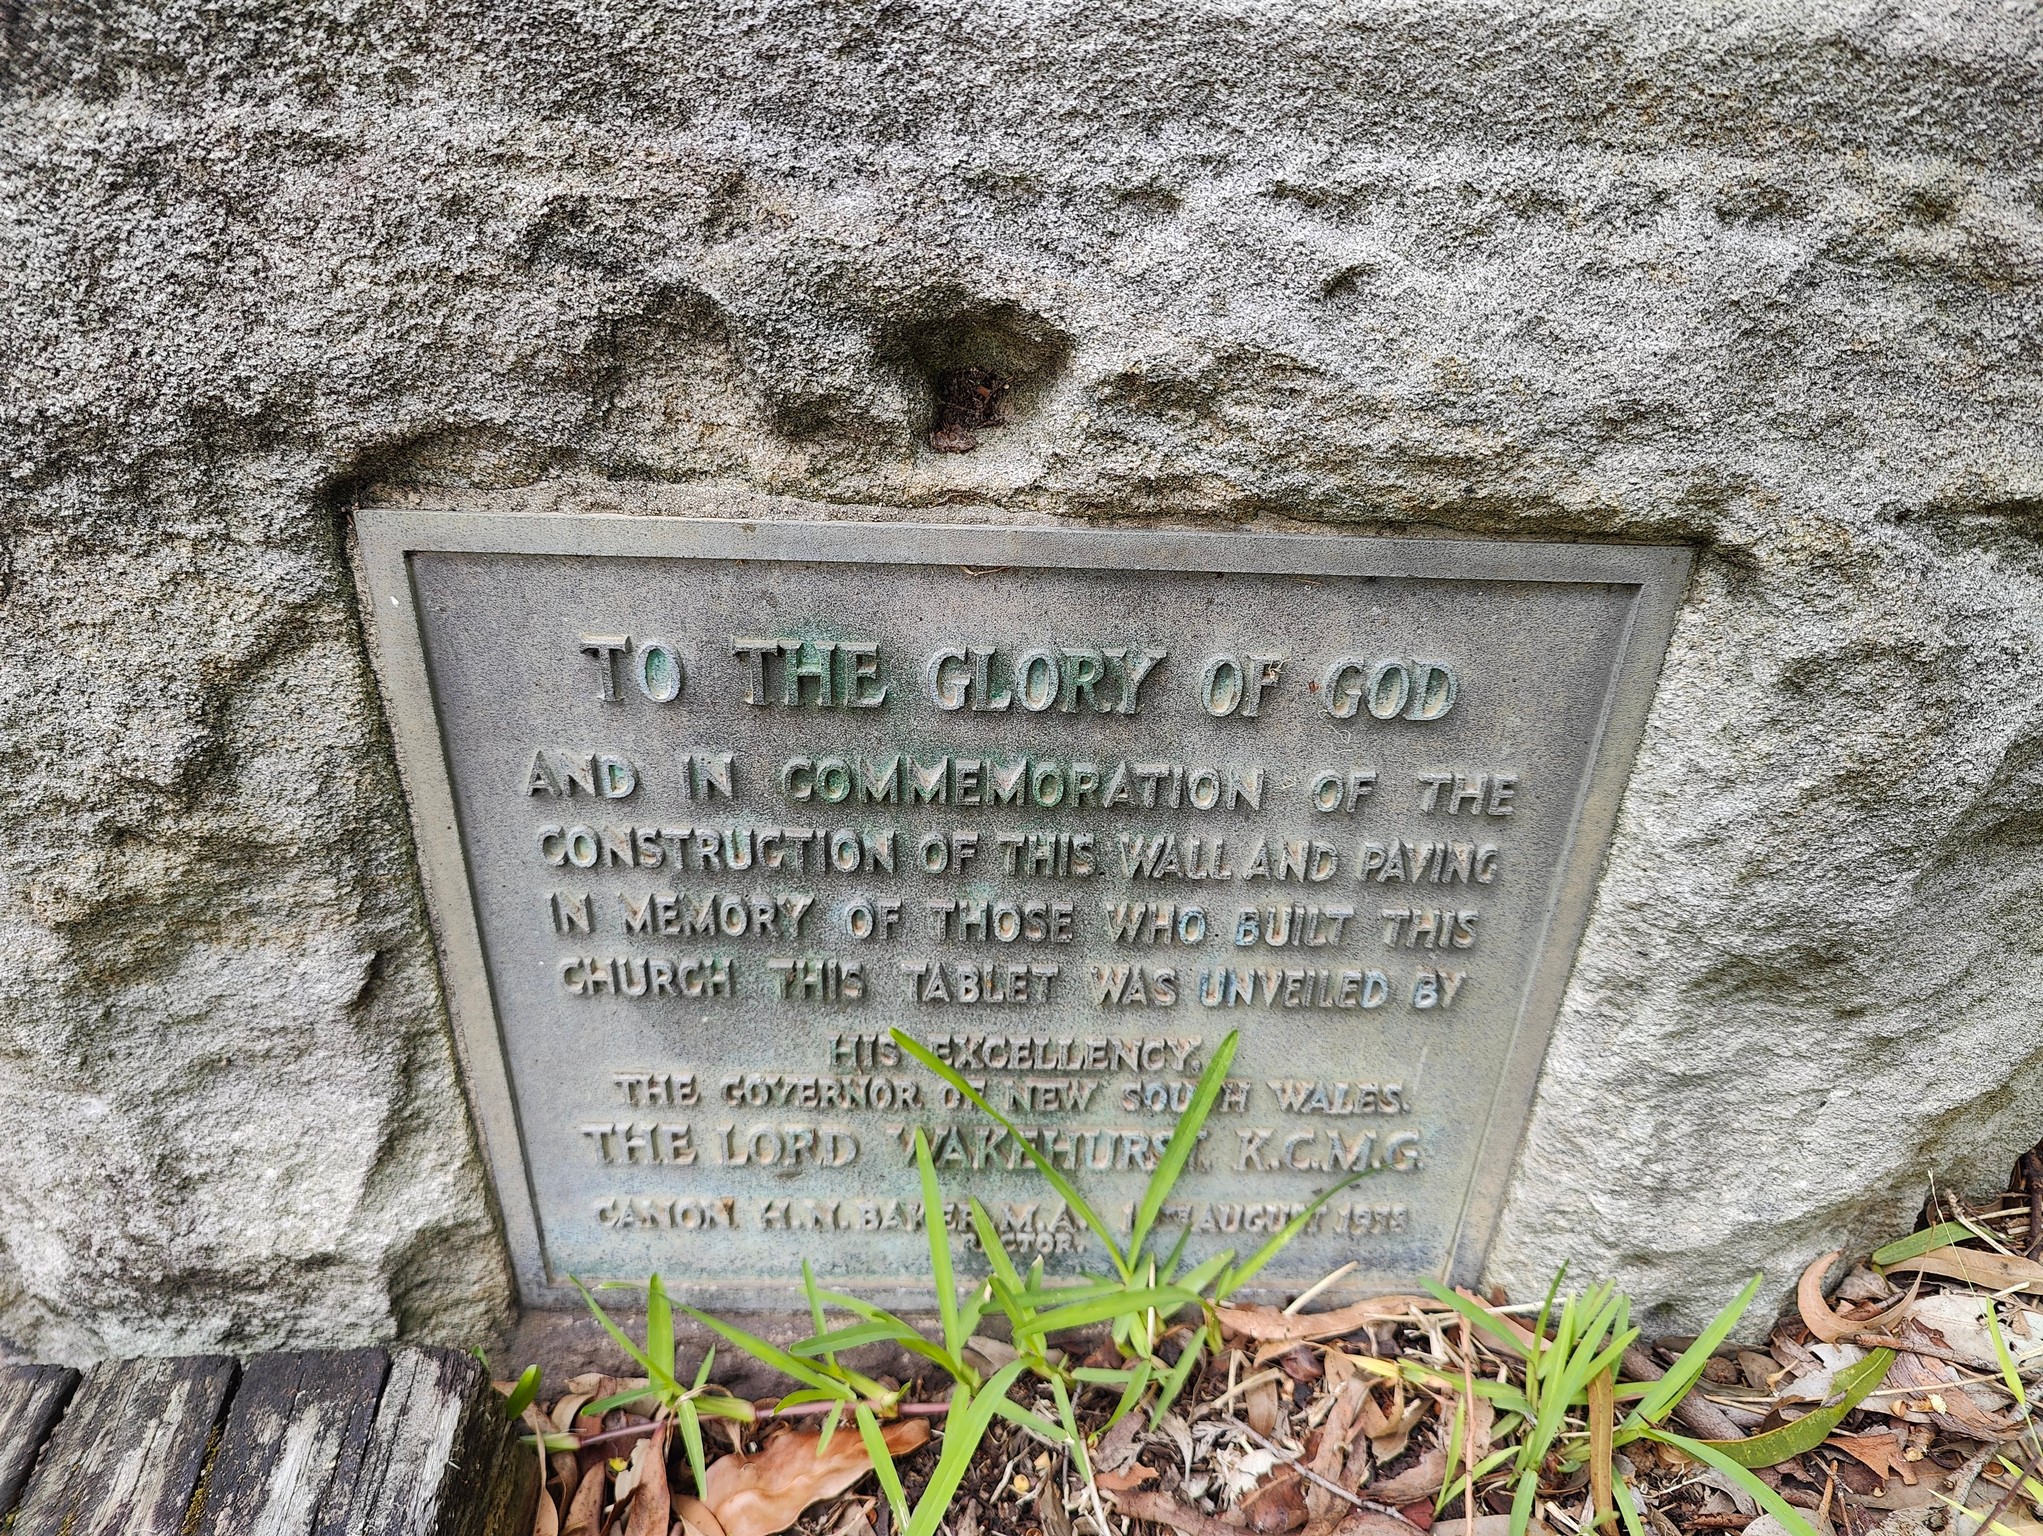 TO THE GLORY OF GOD
AND IN COMMEMORATION OF THE
CONSTRUCTION OF THIS WALL AND PAVING
IN MEMORY OF THOSE WHO BUILT THIS
CHURCH THIS TABLET WAS UNVEILED BY
HIS EXCELLENCY.
THE GOVERNOR OF NEW SOUTH WALES.
THE LORD WAKEHURST. K.C.M.G.
CANON H.N. BAKER. M.A. AUGUST
RECTOR.